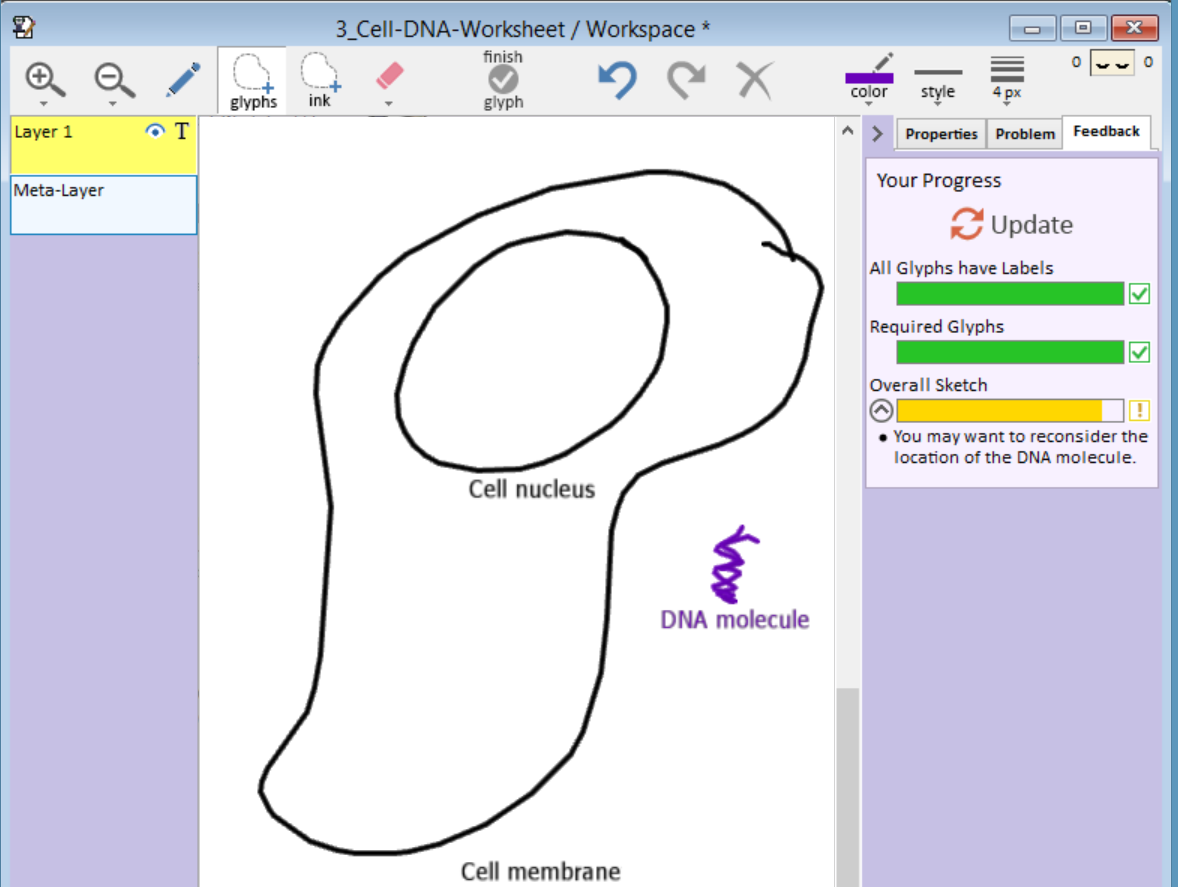 3_Cell-DNA-Worksheet / Workspace *
glyphs
ink
finish
glyph
color
style
4 px
0
0
Layer 1 T
Meta-Layer
Properties Problem Feedback
Your Progress
Update
All Glyphs have Labels
Required Glyphs
Overall Sketch
!
• You may want to reconsider the
location of the DNA molecule.
Cell nucleus
DNA molecule
Cell membrane